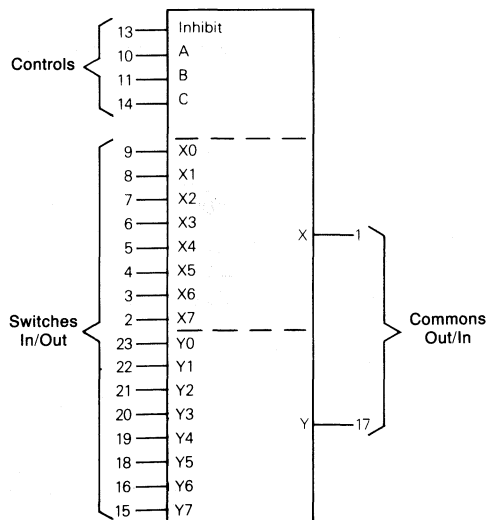 13 Inhibit
10 A
11 B
14 C
Controls
9 X0
8 X1
7 X2
6 X3
5 X4
4 X5
3 X6
2 X7
23 Y0
22 Y1
21 Y2
20 Y3
19 Y4
18 Y5
16 Y6
15 Y7
Switches
In/Out
X 1
Y 17
Commons
Out/In